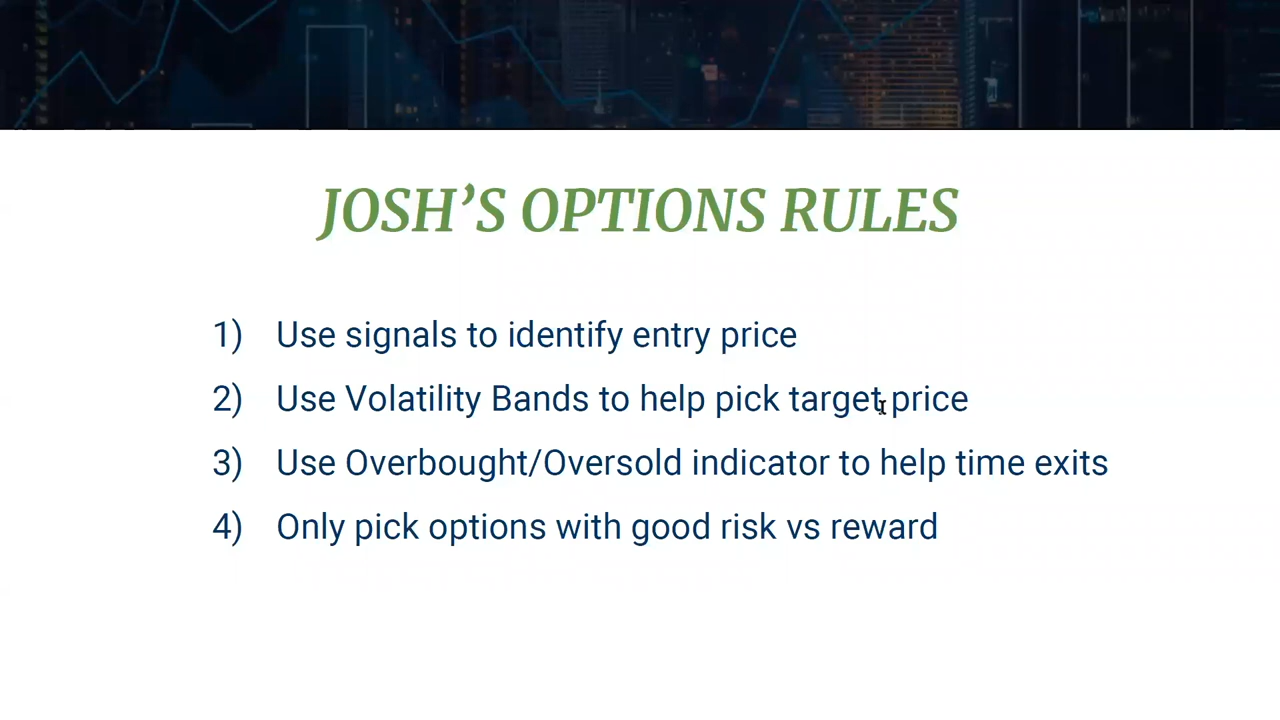 JOSH’S OPTIONS RULES
1) Use signals to identify entry price
2) Use Volatility Bands to help pick target price
3) Use Overbought/Oversold indicator to help time exits
4) Only pick options with good risk vs reward